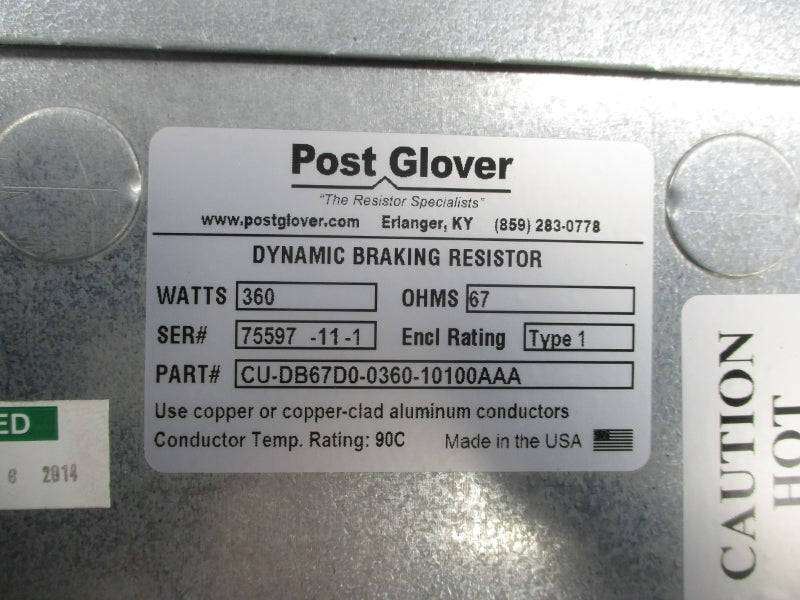 Post Glover
"The Resistor Specialists"
www.postglover.com Erlanger, KY (859) 283-0778
DYNAMIC BRAKING RESISTOR
WATTS 360 OHMS 67
SER# 75597 -11-1 Encl Rating Type 1
PART# CU-DB67D0-0360-10100AAA
Use copper or copper-clad aluminum conductors
Conductor Temp. Rating: 90C Made in the USA
ED
6 2014
CAUTION
HOT